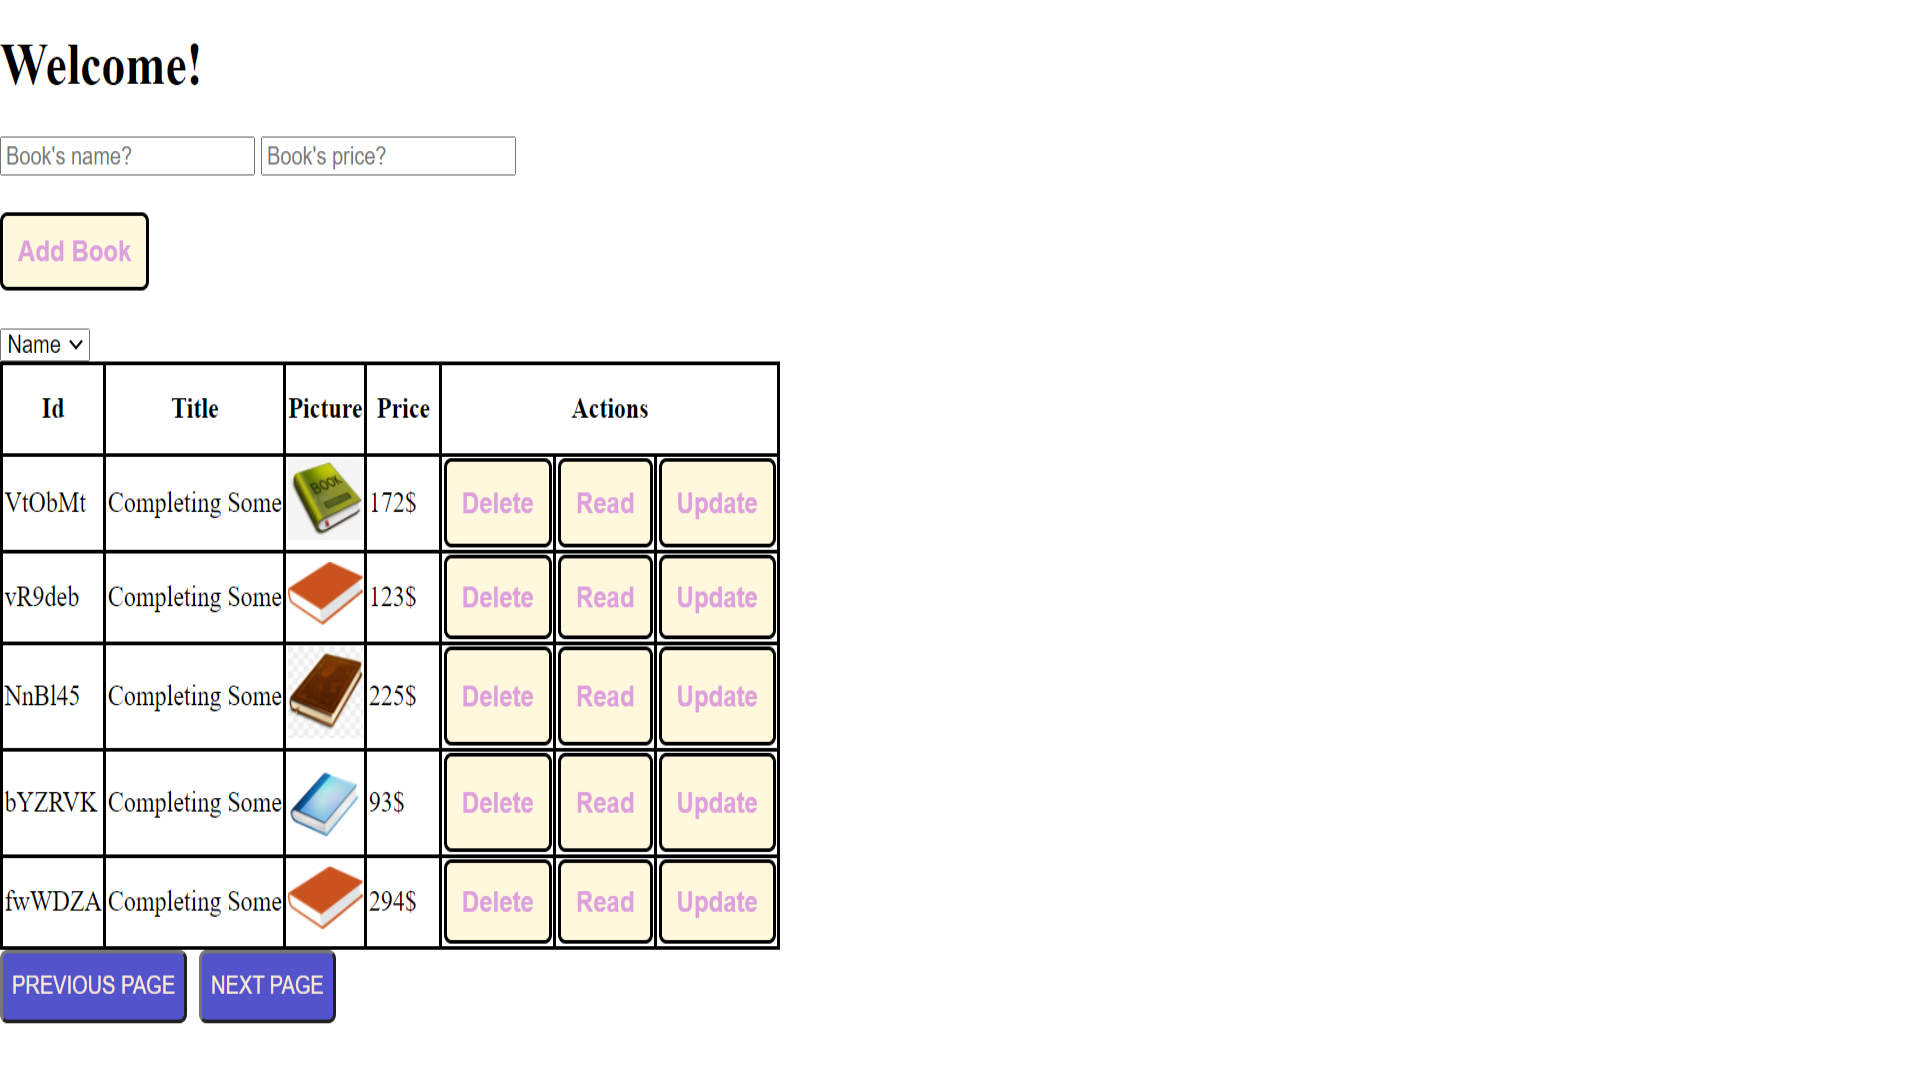 Welcome!
Book's name? Book's price?
Add Book
Name
Id Title Picture Price Actions
VtObMt Completing Some BOOK 172$ Delete Read Update
vR9deb Completing Some 123$ Delete Read Update
NnBl45 Completing Some 225$ Delete Read Update
bYZRVK Completing Some 93$ Delete Read Update
fwWDZA Completing Some 294$ Delete Read Update
PREVIOUS PAGE NEXT PAGE